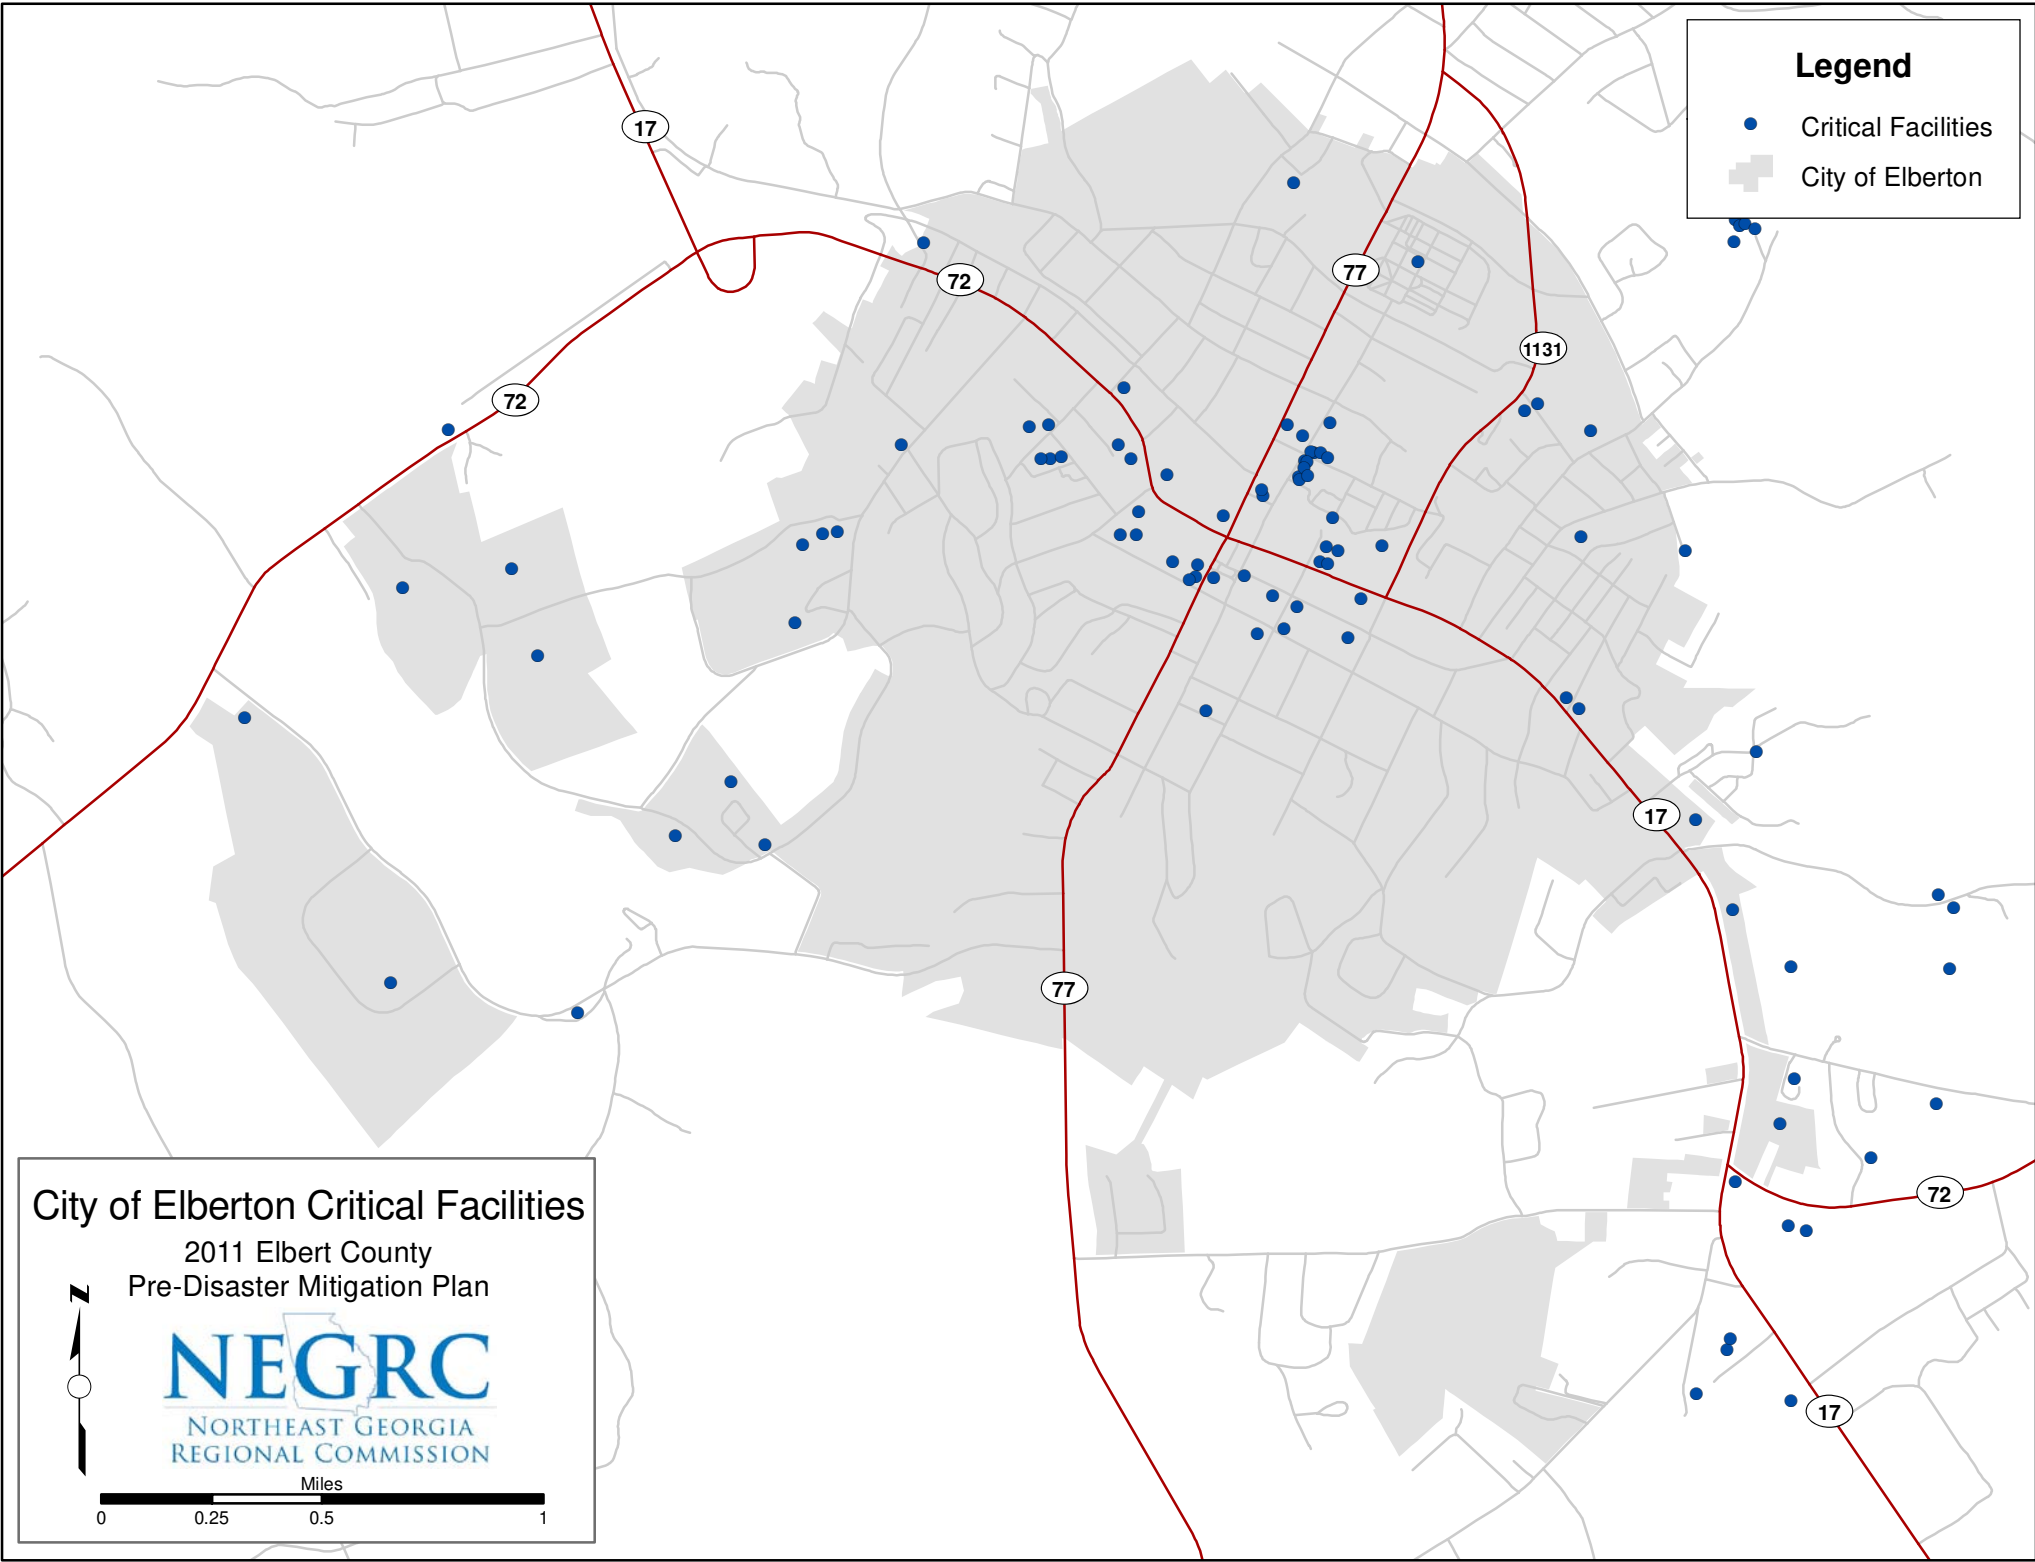 Legend
Critical Facilities
City of Elberton
17
72
77
1131
72
17
77
72
17
City of Elberton Critical Facilities
2011 Elbert County
Pre-Disaster Mitigation Plan
N
NEGRC
NORTHEAST GEORGIA
REGIONAL COMMISSION
Miles
0 0.25 0.5 1